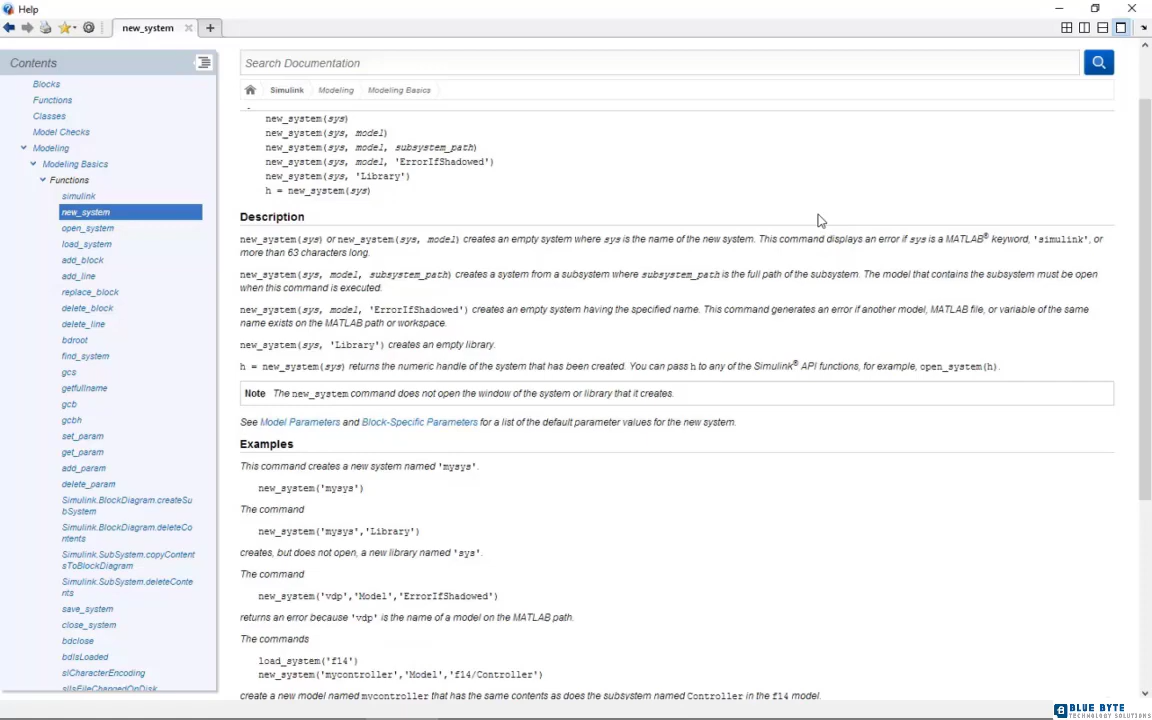 Help
new_system
Contents
Search Documentation
Simulink Modeling Modeling Basics
Blocks
Functions
Classes
Model Checks
Modeling
Modeling Basics
Functions
simulink
new_system
open_system
load_system
add_block
add_line
replace_block
delete_block
delete_line
bdroot
find_system
gcs
getfullname
gcb
gcbh
set_param
get_param
add_param
delete_param
Simulink.BlockDiagram.createSu
bSystem
Simulink.BlockDiagram.deleteCo
ntents
Simulink.SubSystem.copyContent
sToBlockDiagram
Simulink.SubSystem.deleteConte
nts
save_system
close_system
bdclose
bdIsLoaded
slCharacterEncoding
slIsFileChangedOnDisk
new_system(sys)
new_system(sys, model)
new_system(sys, model, subsystem_path)
new_system(sys, model, 'ErrorIfShadowed')
new_system(sys, 'Library')
h = new_system(sys)
Description
new_system(sys) or new_system(sys, model) creates an empty system where sys is the name of the new system. This command displays an error if sys is a MATLAB® keyword, 'simulink', or
more than 63 characters long.
new_system(sys, model, subsystem_path) creates a system from a subsystem where subsystem_path is the full path of the subsystem. The model that contains the subsystem must be open
when this command is executed.
new_system(sys, model, 'ErrorIfShadowed') creates an empty system having the specified name. This command generates an error if another model, MATLAB file, or variable of the same
name exists on the MATLAB path or workspace.
new_system(sys, 'Library') creates an empty library.
h = new_system(sys) returns the numeric handle of the system that has been created. You can pass h to any of the Simulink® API functions, for example, open_system(h).
Note The new_system command does not open the window of the system or library that it creates.
See Model Parameters and Block-Specific Parameters for a list of the default parameter values for the new system.
Examples
This command creates a new system named 'mysys'.
new_system('mysys')
The command
new_system('mysys','Library')
creates, but does not open, a new library named 'sys'.
The command
new_system('vdp','Model','ErrorIfShadowed')
returns an error because 'vdp' is the name of a model on the MATLAB path.
The commands
load_system('f14')
new_system('mycontroller','Model','f14/Controller')
create a new model named mycontroller that has the same contents as does the subsystem named Controller in the f14 model.
BLUE BYTE
TECHNOLOGY SOLUTIONS